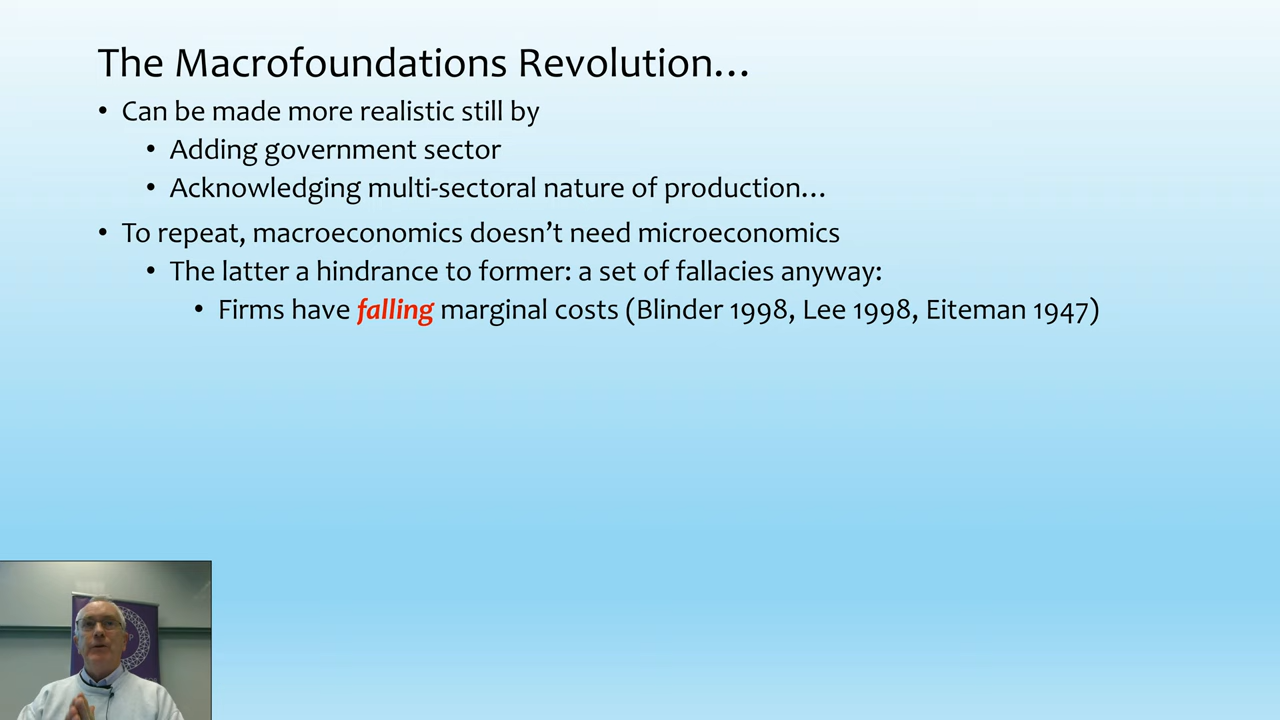 The Macrofoundations Revolution…
• Can be made more realistic still by
• Adding government sector
• Acknowledging multi-sectoral nature of production…
• To repeat, macroeconomics doesn’t need microeconomics
• The latter a hindrance to former: a set of fallacies anyway:
• Firms have falling marginal costs (Blinder 1998, Lee 1998, Eiteman 1947)